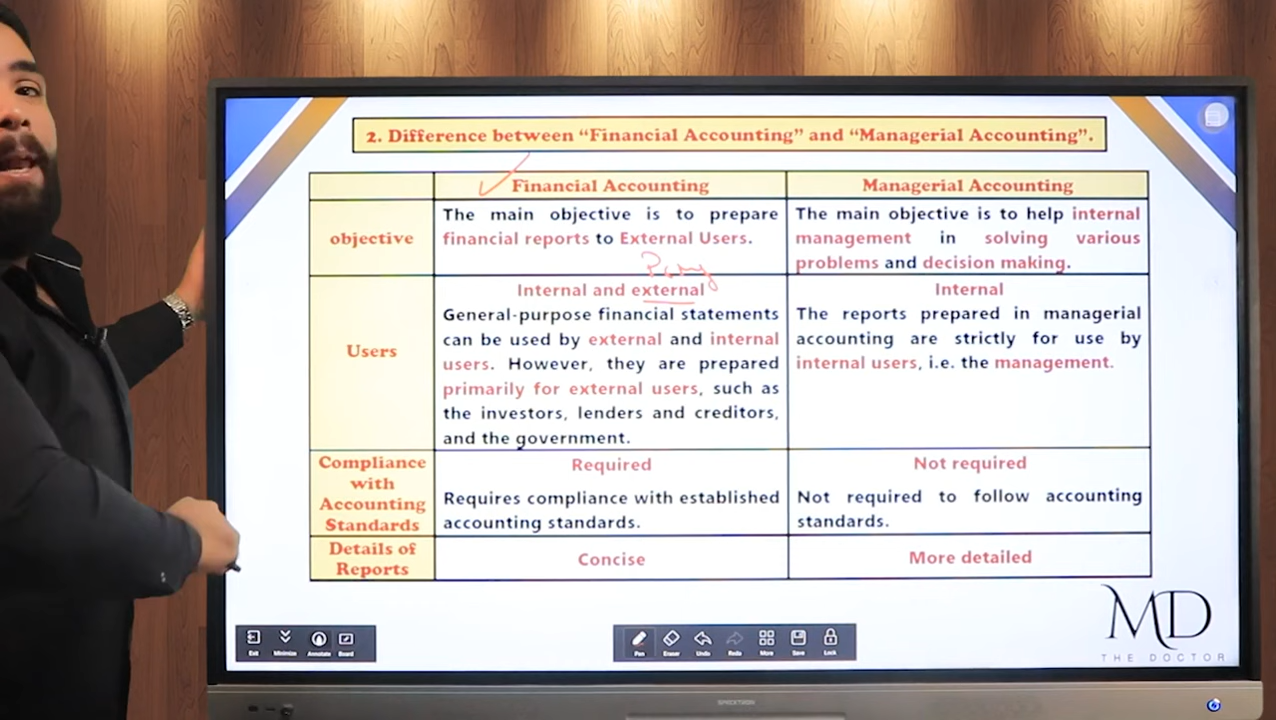 2. Difference between “Financial Accounting” and “Managerial Accounting”.
Financial Accounting
Managerial Accounting
objective
The main objective is to prepare
financial reports to External Users.
The main objective is to help internal
management in solving various
problems and decision making.
Users
Internal and external
General-purpose financial statements
can be used by external and internal
users. However, they are prepared
primarily for external users, such as
the investors, lenders and creditors,
and the government.
Internal
The reports prepared in managerial
accounting are strictly for use by
internal users, i.e. the management.
Compliance
with
Accounting
Standards
Required
Requires compliance with established
accounting standards.
Not required
Not required to follow accounting
standards.
Details of
Reports
Concise
More detailed
MD
THE DOCTOR
Exit
Minimize
Annotate
Board
Pen
Eraser
Undo
Redo
More
Save
Lock